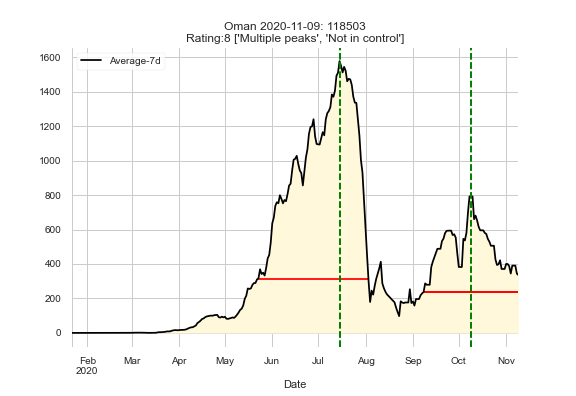 Oman 2020-11-09: 118503
Rating:8 ['Multiple peaks', 'Not in control']
Average-7d
1600
1400
1200
1000
800
600
400
200
0
Feb Mar Apr May Jun Jul Aug Sep Oct Nov
2020
Date